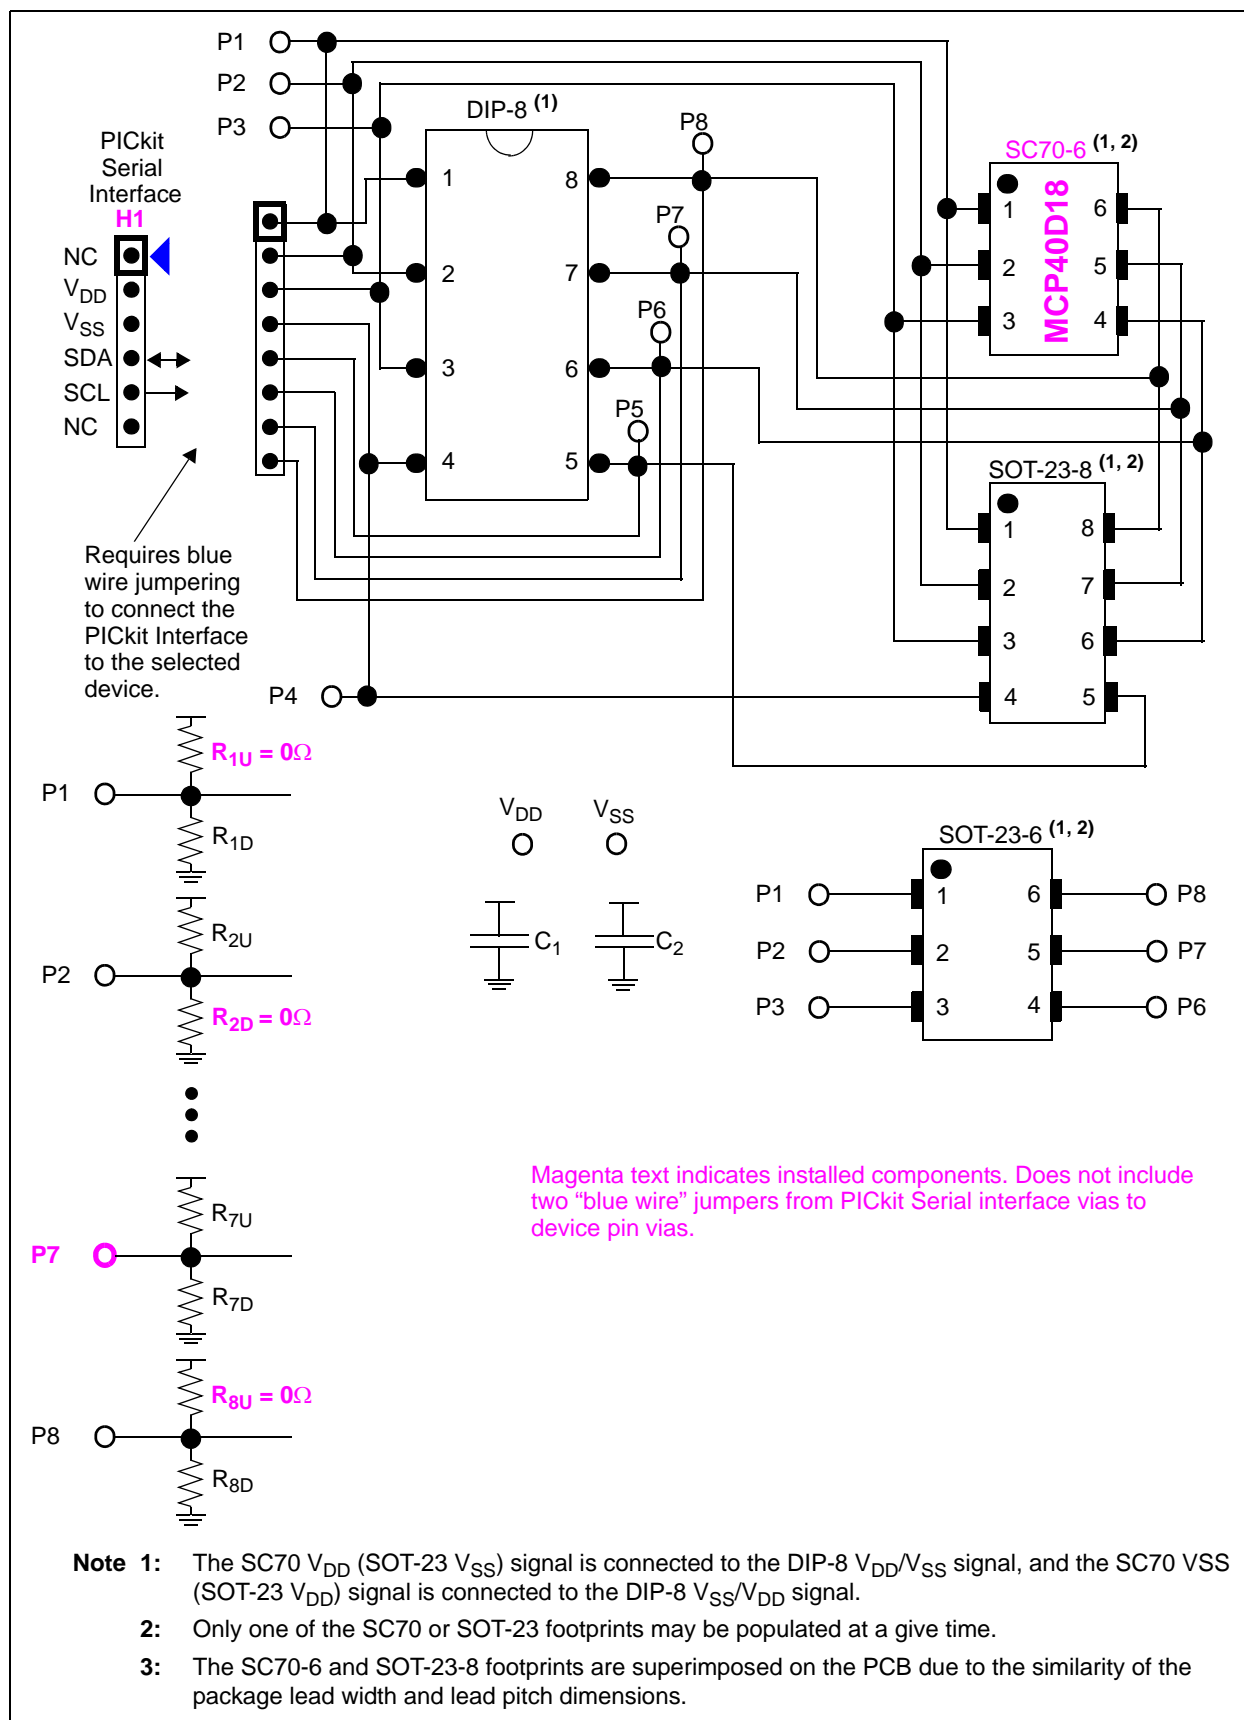 P1
P2
P3
DIP-8 (1)
P8
SC70-6 (1, 2)
PICkit
Serial
Interface
H1
NC
VDD
VSS
SDA
SCL
NC
1
2
3
4
8
7
6
5
P7
P6
P5
1
2
3
6
5
4
MCP40D18
SOT-23-8 (1, 2)
1
2
3
4
8
7
6
5
Requires blue
wire jumpering
to connect the
PICkit Interface
to the selected
device.
P4
R1U = 0Ω
P1
R1D
R2U
P2
R2D = 0Ω
VDD
VSS
C1
C2
SOT-23-6 (1, 2)
P1
1
6
P8
P2
2
5
P7
P3
3
4
P6
Magenta text indicates installed components. Does not include
two “blue wire” jumpers from PICkit Serial interface vias to
device pin vias.
R7U
P7
R7D
R8U = 0Ω
P8
R8D
Note 1: The SC70 VDD (SOT-23 VSS) signal is connected to the DIP-8 VDD/VSS signal, and the SC70 VSS
(SOT-23 VDD) signal is connected to the DIP-8 VSS/VDD signal.
2: Only one of the SC70 or SOT-23 footprints may be populated at a give time.
3: The SC70-6 and SOT-23-8 footprints are superimposed on the PCB due to the similarity of the
package lead width and lead pitch dimensions.